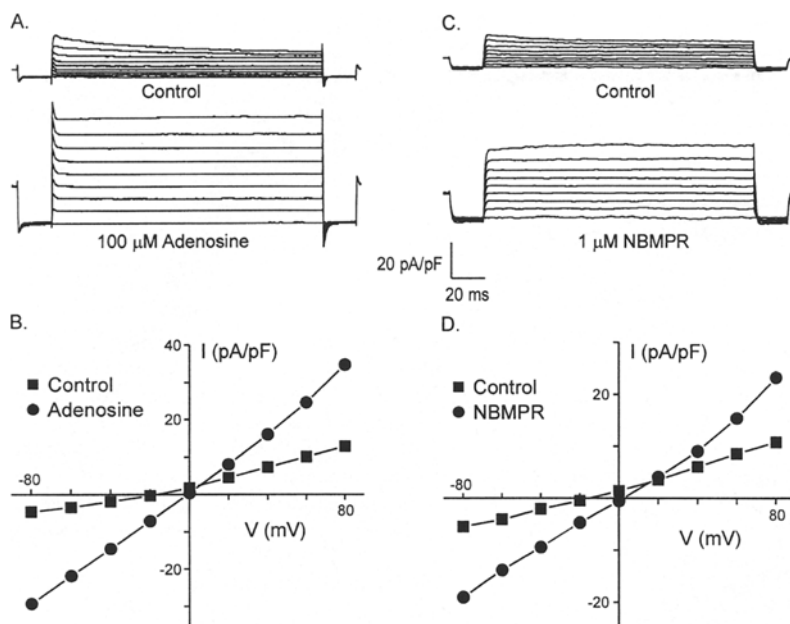 A.
Control
100 μM Adenosine
C.
Control
1 μM NBMPR
20 pA/pF
20 ms
B.
I (pA/pF)
40
20
-20
-80
80
V (mV)
Control
Adenosine
D.
I (pA/pF)
20
-20
-80
80
V (mV)
Control
NBMPR